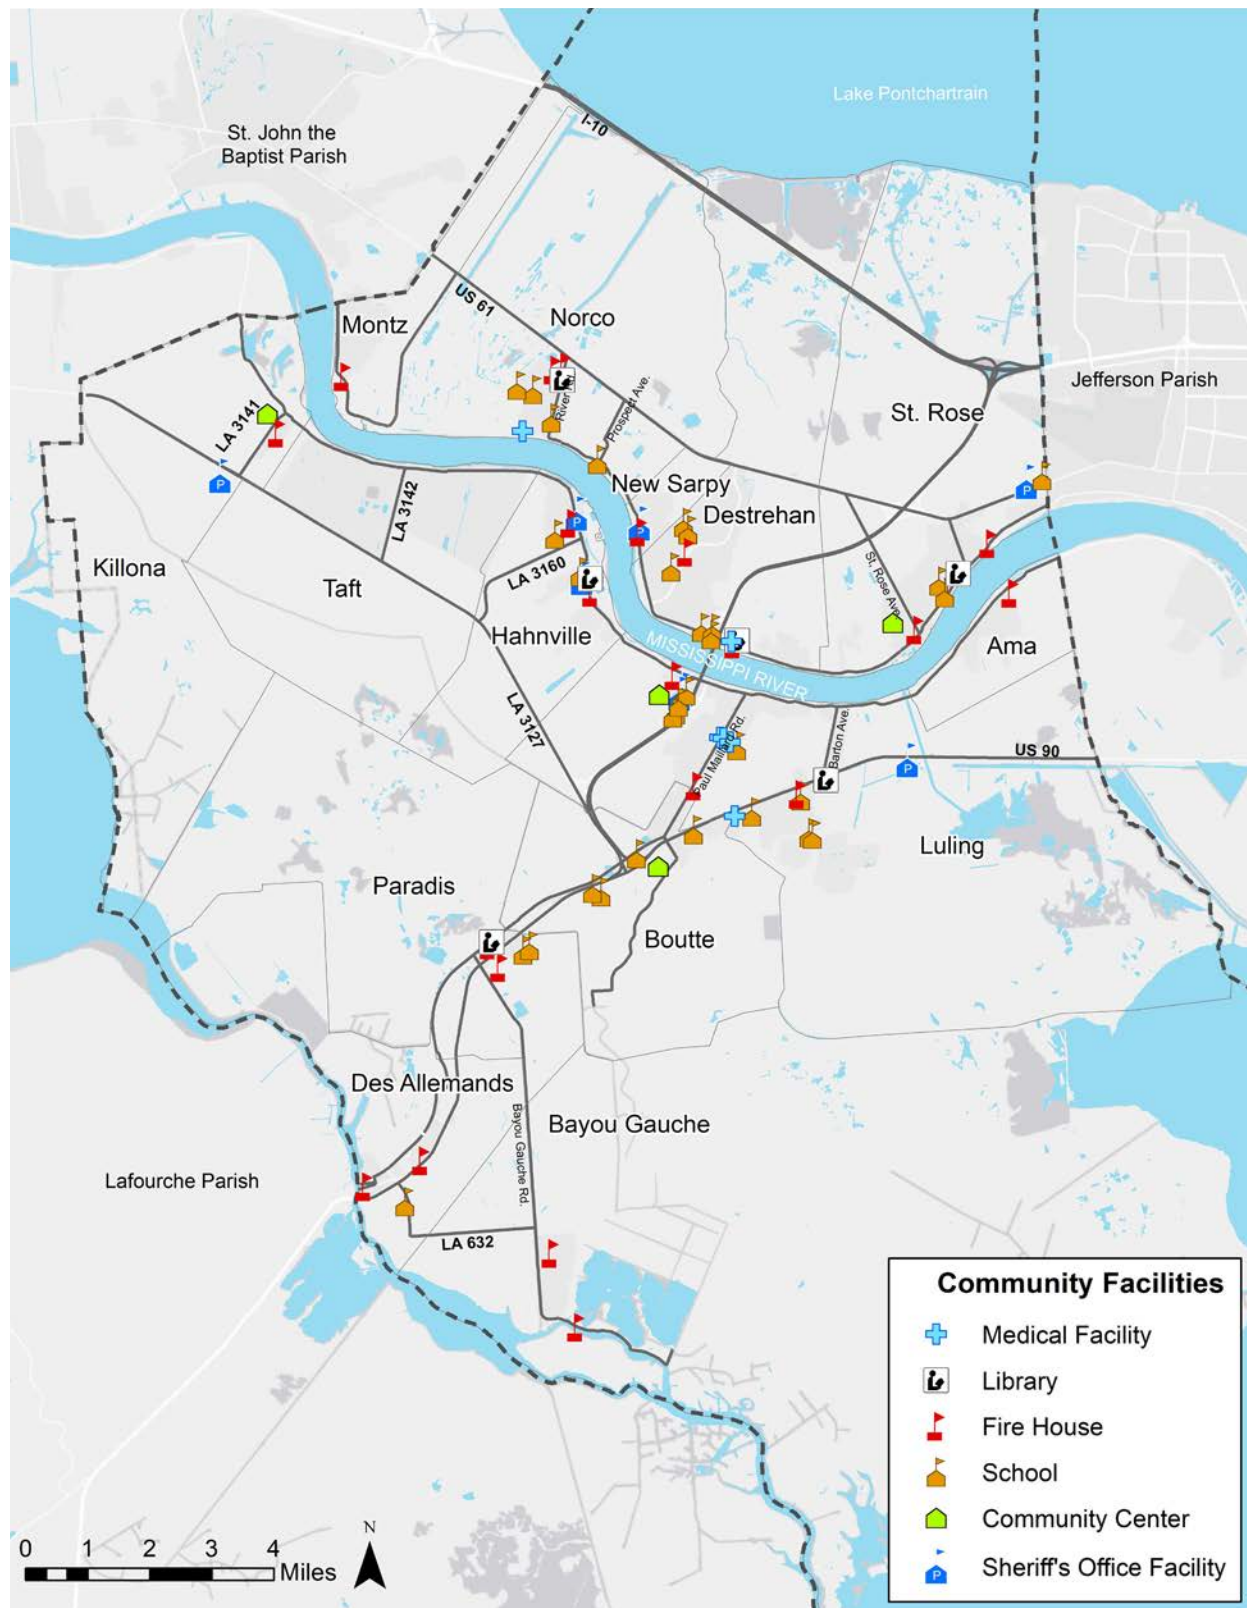 Lake Pontchartrain
I-10
St. John the
Baptist Parish
US 61
Norco
Montz
River Rd.
Prospect Ave.
Jefferson Parish
St. Rose
LA 3141
LA 3142
New Sarpy
Destrehan
Killona
Taft
LA 3160
St. Rose Ave.
Hahnville
MISSISSIPPI RIVER
Ama
LA 3127
Paul Maillard Rd.
Barton Ave.
US 90
Luling
Paradis
Boutte
Des Allemands
Bayou Gauche
Bayou Gauche Rd.
Lafourche Parish
LA 632
Community Facilities
Medical Facility
Library
Fire House
School
Community Center
P Sheriff's Office Facility
N
0 1 2 3 4
Miles